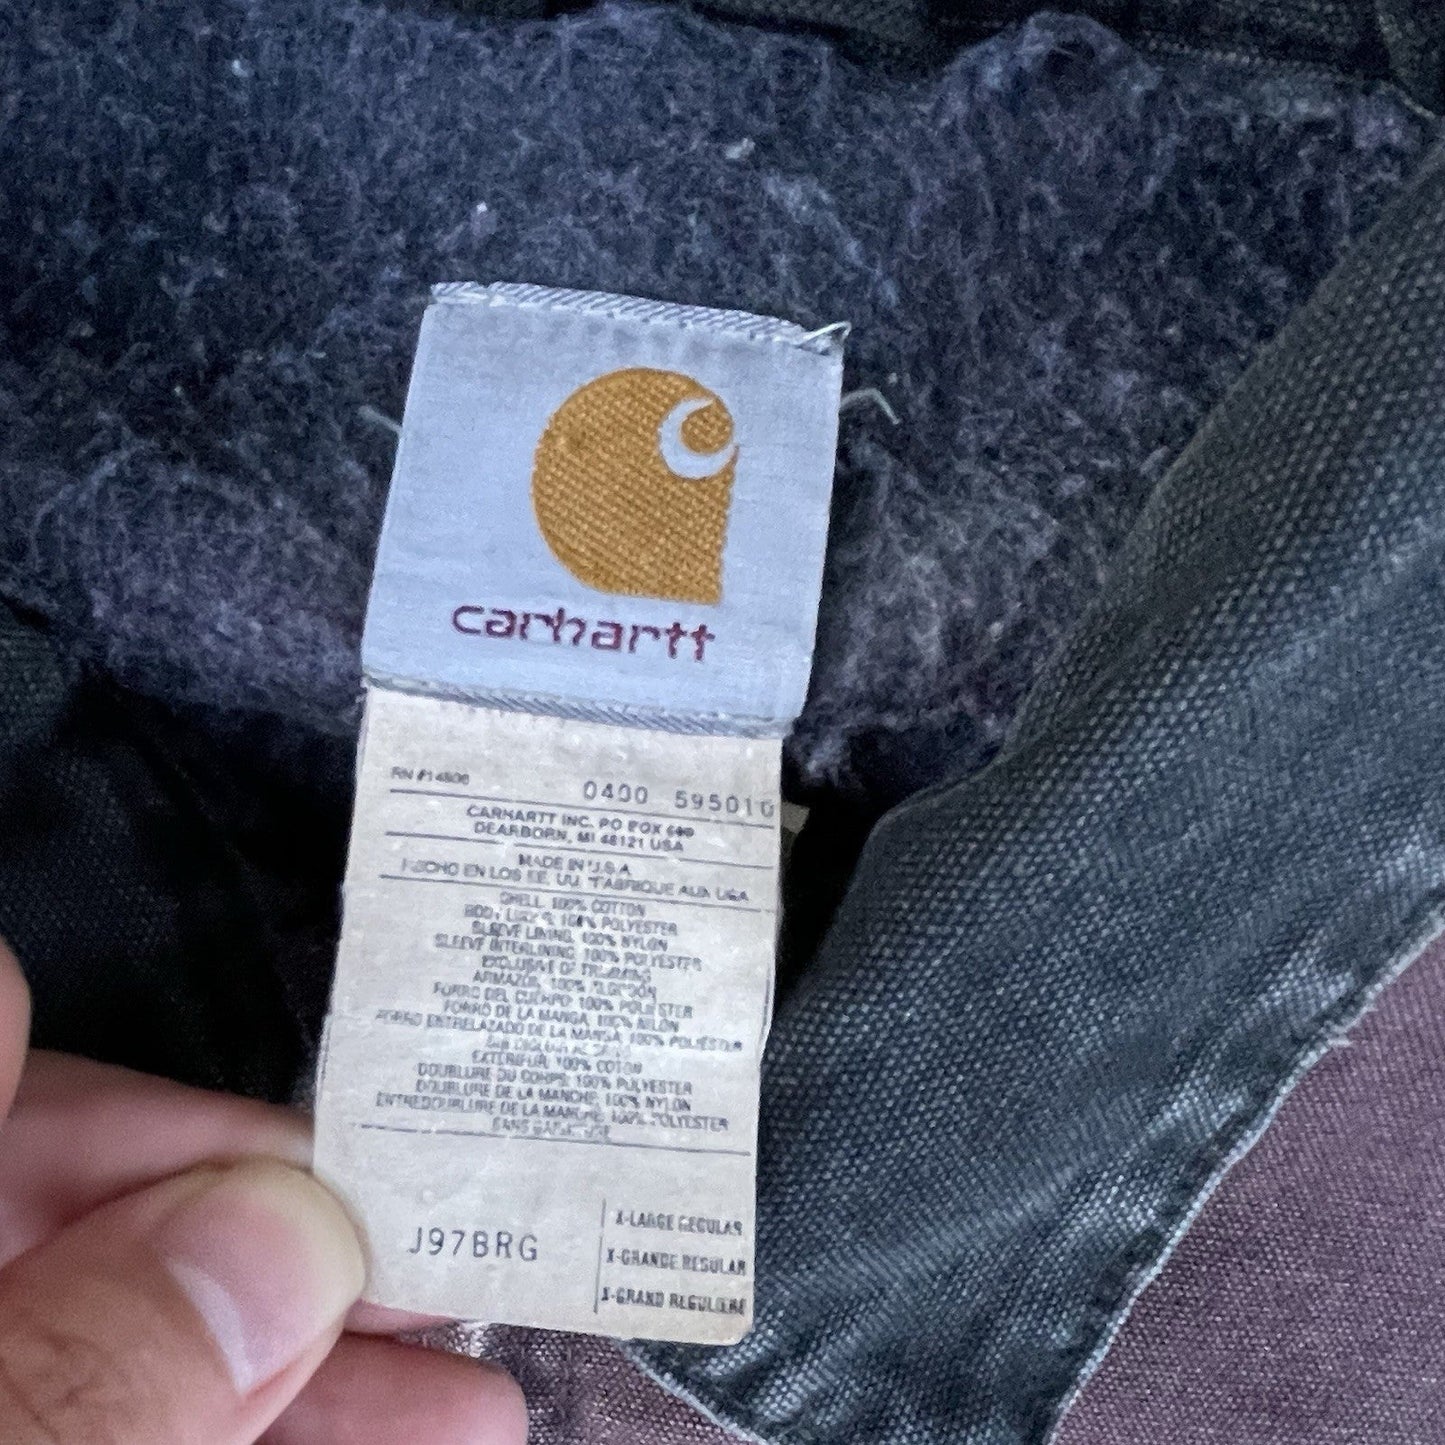 carhartt
RN #14806
0400 595010
CARHARTT INC. PO BOX 600
DEARBORN, MI 48121 USA
MADE IN U.S.A.
HECHO EN LOS EE. UU. FABRIQUE AUX USA
SHELL 100% COTTON
BODY LINING 100% POLYESTER
SLEEVE LINING, 100% NYLON
SLEEVE INTERLINING, 100% POLYESTER
EXCLUSIVE OF TRIMMING
ARMAZON, 100% ALGODON
FORRO DEL CUERPO 100% POLIESTER
FORRO DE LA MANGA, 100% NILON
FORRO ENTRELAZADO DE LA MANGA, 100% POLIESTER
EXTERIEUR, 100% COTON
DOUBLURE DU CORPS 100% POLYESTER
DOUBLURE DE LA MANCHE, 100% NYLON
ENTREDOUBLURE DE LA MANCHE, 100% POLYESTER
SANS
J97BRG
X-LARGE REGULAR
X-GRANDE REGULAR
X-GRAND REGULIERE